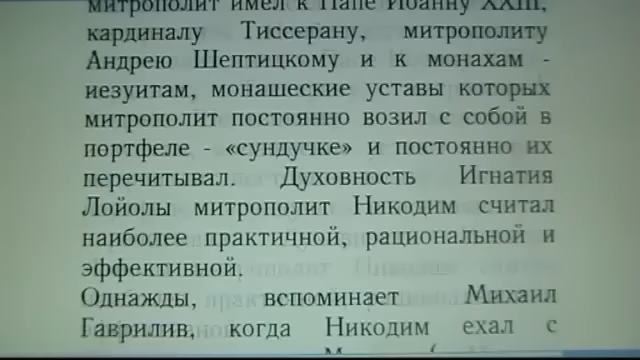 митрополит имел к Папе Иоанну XXIII,
кардиналу Тиссерану, митрополиту
Андрею Шептицкому и к монахам -
иезуитам, монашеские уставы которых
митрополит постоянно возил с собой в
портфеле - «сундучке» и постоянно их
перечитывал. Духовность Игнатия
Лойолы митрополит Никодим считал
наиболее практичной, рациональной и
эффективной.
Однажды, вспоминает Михаил
Гаврилив, когда Никодим ехал с